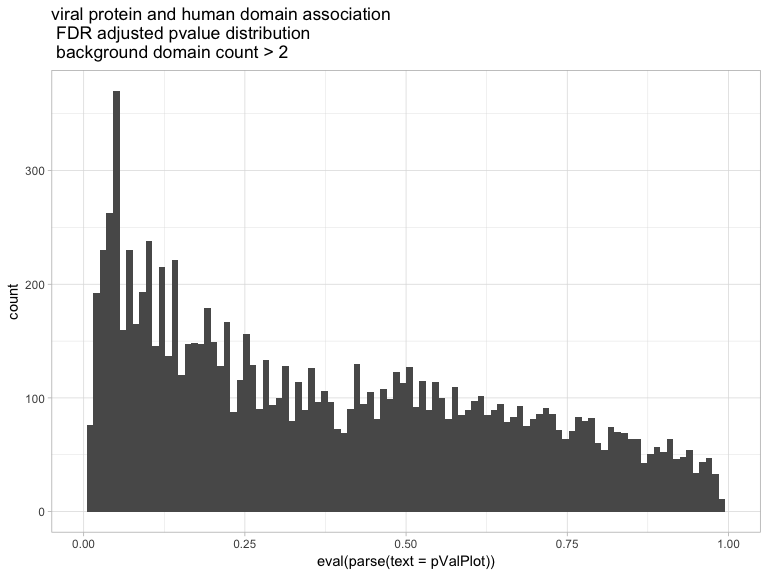 viral protein and human domain association
FDR adjusted pvalue distribution
background domain count > 2
count
300
200
100
0
0.00 0.25 0.50 0.75 1.00
eval(parse(text = pValPlot))